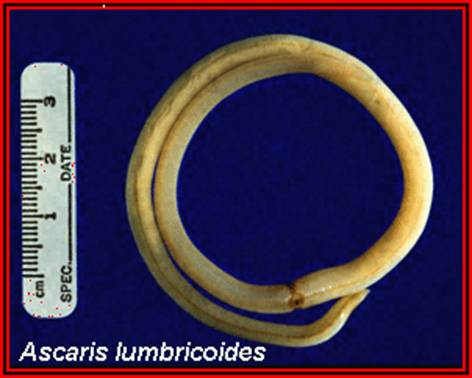 3
2
1
cm
DATE
SPEC.
Ascaris lumbricoides